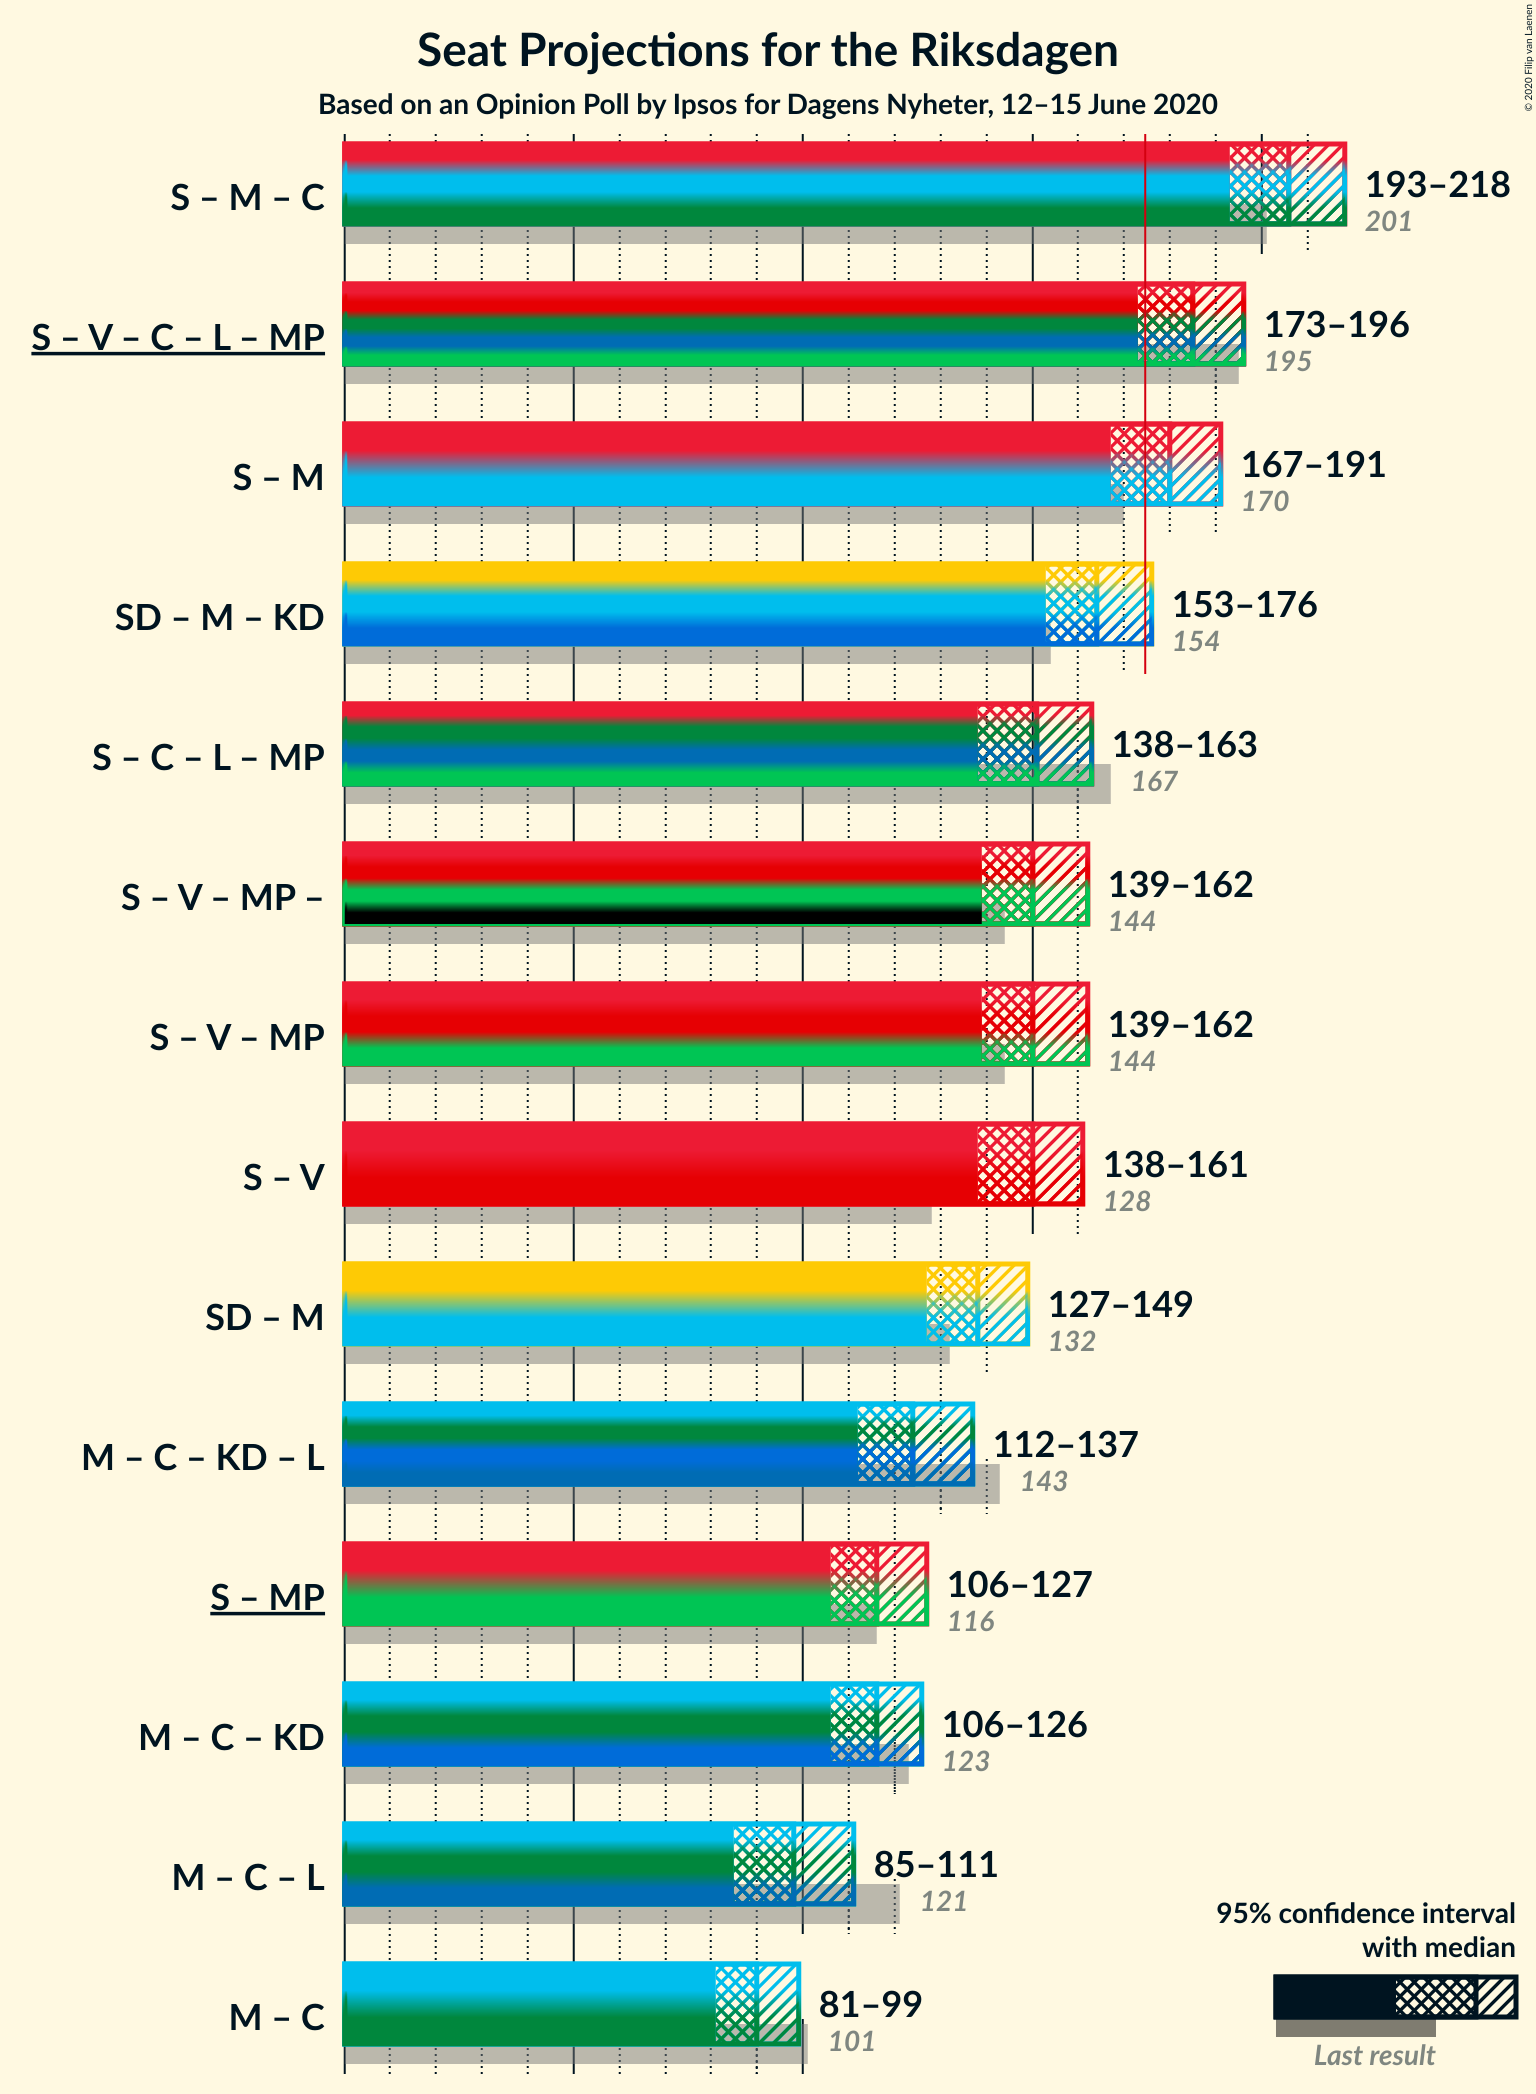 Seat Projections for the Riksdagen
Based on an Opinion Poll by Ipsos for Dagens Nyheter, 12–15 June 2020
© 2020 Filip van Laenen
S – M – C
193–218
201
S – V – C – L – MP
173–196
195
S – M
167–191
170
SD – M – KD
153–176
154
S – C – L – MP
138–163
167
S – V – MP –
139–162
144
S – V – MP
139–162
144
S – V
138–161
128
SD – M
127–149
132
M – C – KD – L
112–137
143
S – MP
106–127
116
M – C – KD
106–126
123
M – C – L
85–111
121
M – C
81–99
101
95% confidence interval
with median
Last result